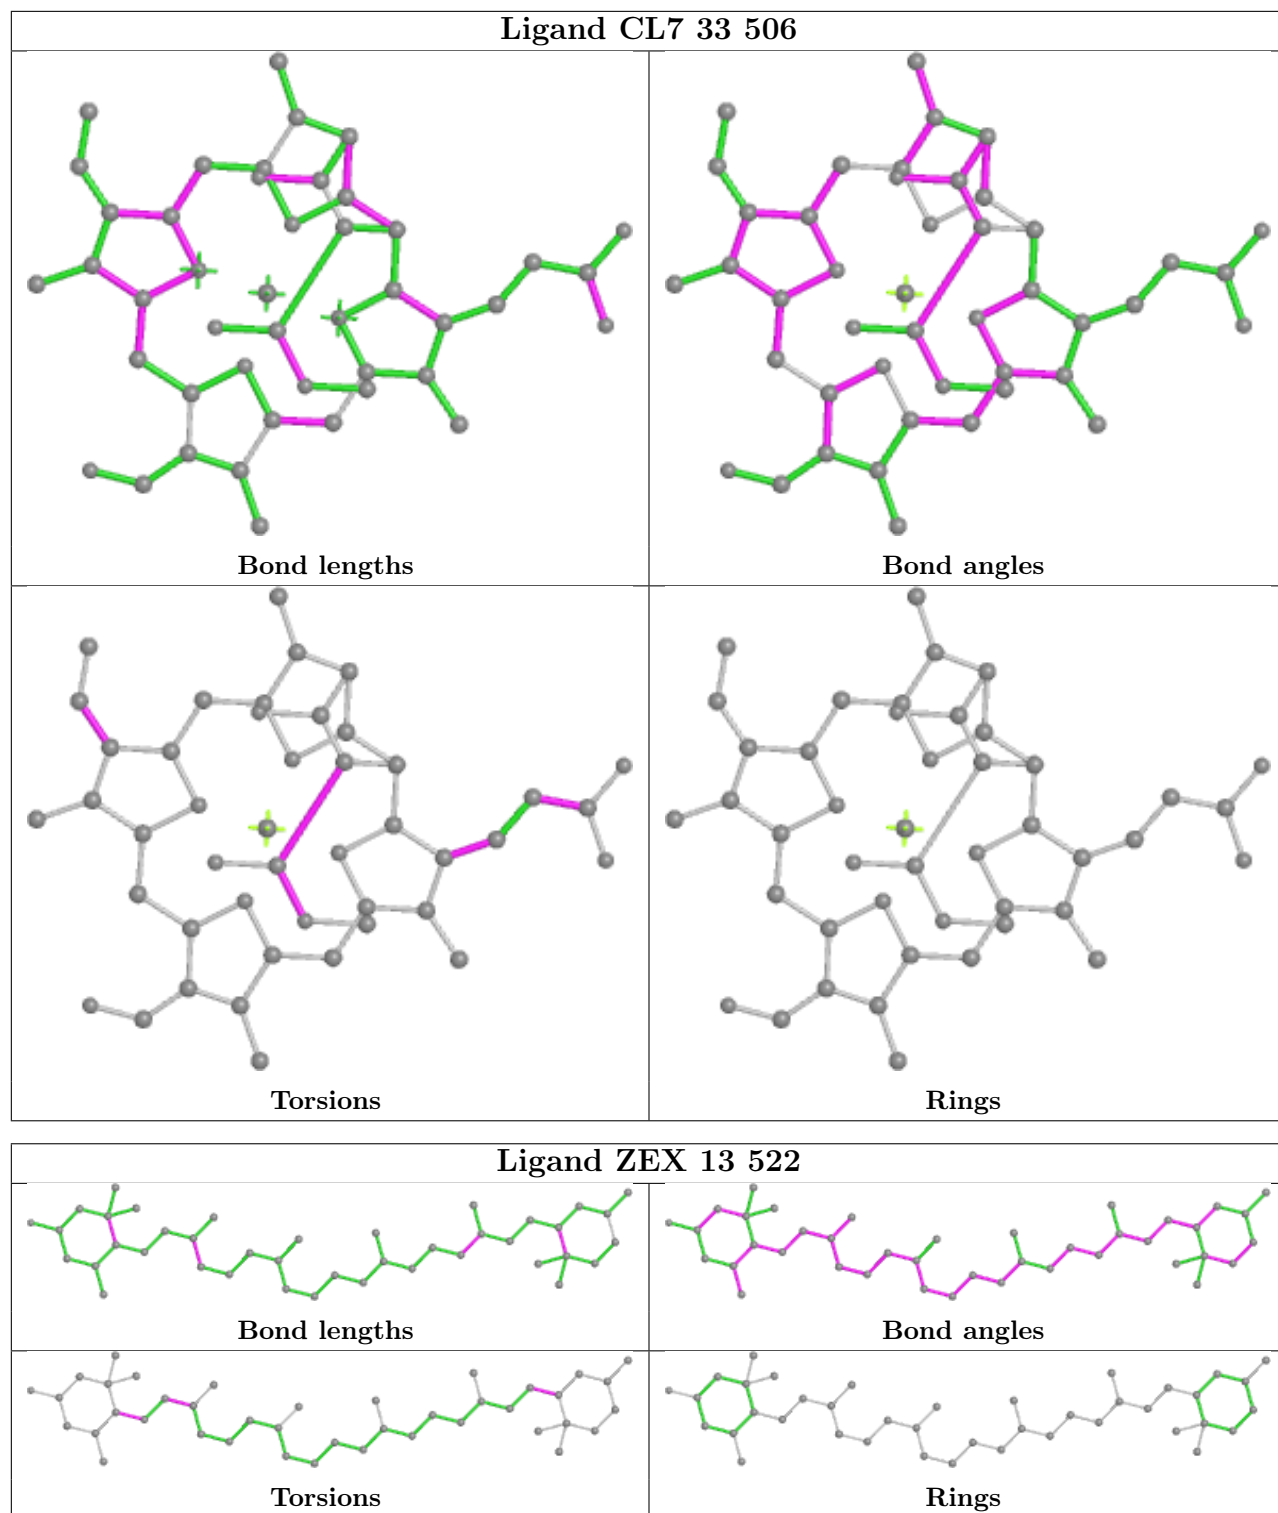 Ligand CL7 33 506
Bond lengths
Bond angles
Torsions
Rings
Ligand ZEX 13 522
Bond lengths
Bond angles
Torsions
Rings